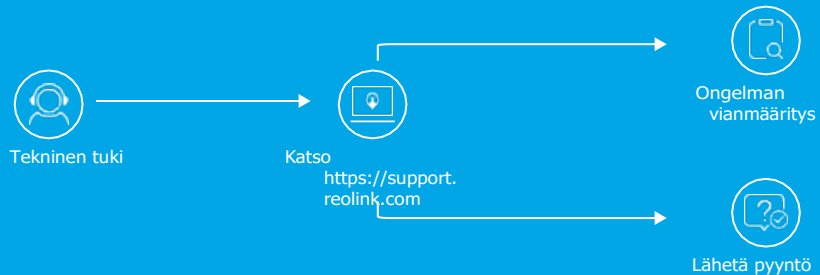 Tekninen tuki
Katso
https://support.
reolink.com
Ongelman
vianmääritys
Lähetä pyyntö